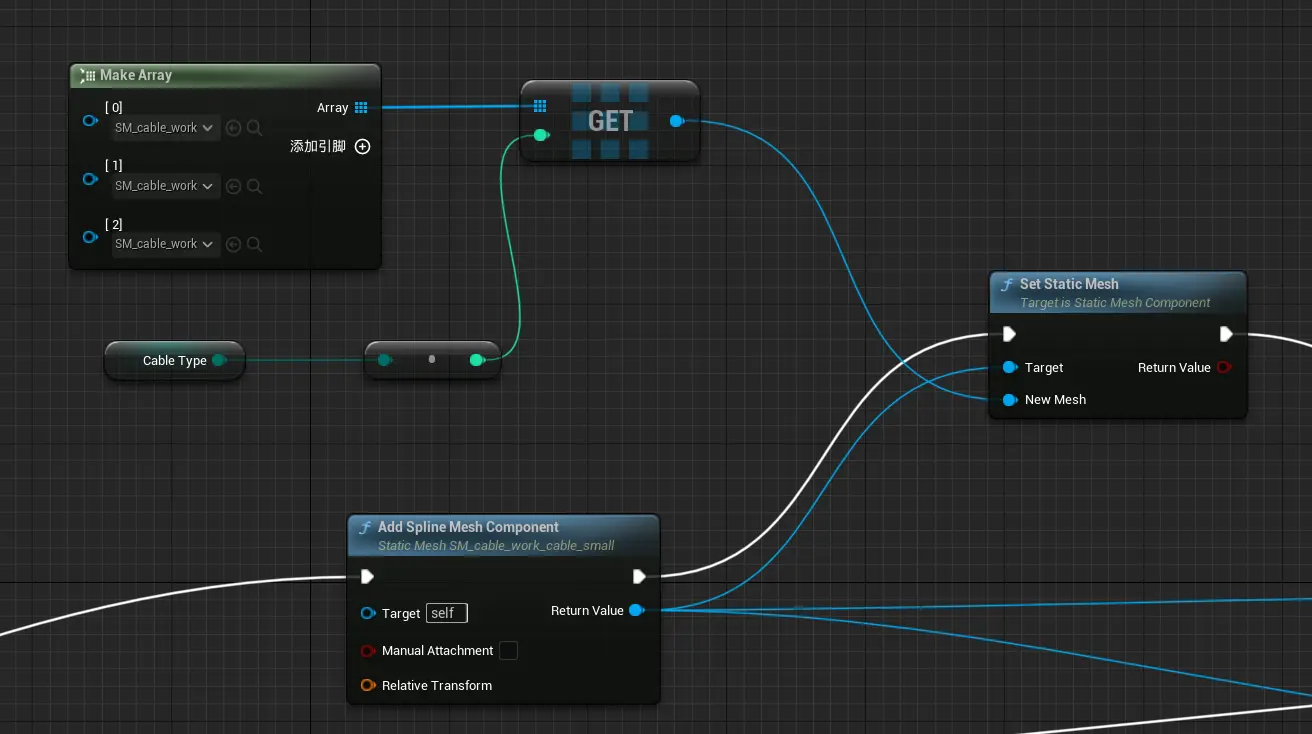 Make Array
[ 0]
Array
SM_cable_work
添加引脚
[ 1]
SM_cable_work
[ 2]
SM_cable_work
GET
Cable Type
Set Static Mesh
Target is Static Mesh Component
Target
Return Value
New Mesh
Add Spline Mesh Component
Static Mesh SM_cable_work_cable_small
Target self
Return Value
Manual Attachment
Relative Transform